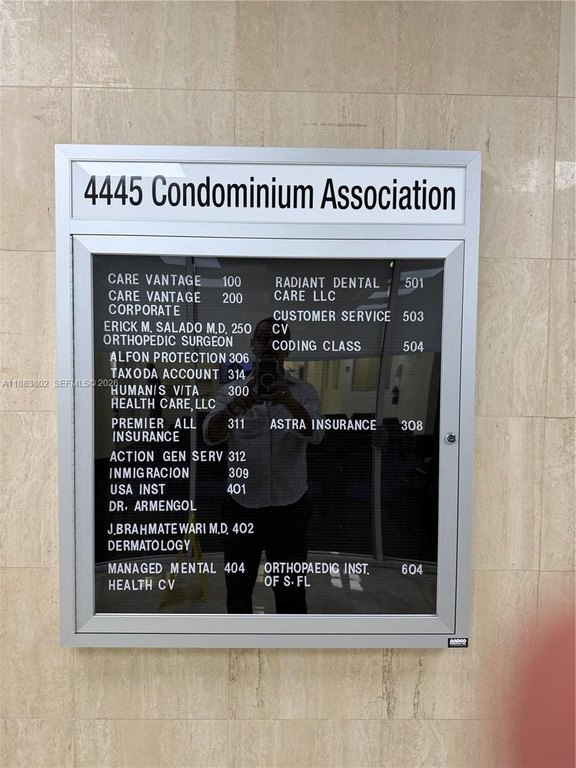 4445 Condominium Association
CARE VANTAGE 100
CARE VANTAGE 200
CORPORATE
ERICK M. SALADO M.D. 250
ORTHOPEDIC SURGEON
ALFON PROTECTION 306
TAXODA ACCOUNT 314
HUMANIS VITA 300
HEALTH CARE, LLC
PREMIER ALL 311
INSURANCE
ACTION GEN SERV 312
INMIGRACION 309
USA INST 401
DR. ARMENGOL
J.BRAHMATEWARI M.D. 402
DERMATOLOGY
MANAGED MENTAL 404
HEALTH CV
RADIANT DENTAL 501
CARE LLC
CUSTOMER SERVICE 503
CV
CODING CLASS 504
ASTRA INSURANCE 308
ORTHOPAEDIC INST. 604
OF S. FL
A11883802 SEFMLS© 2026